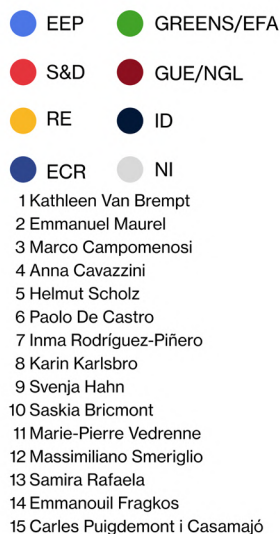 EEP GREENS/EFA
S&D GUE/NGL
RE ID
ECR NI
1 Kathleen Van Brempt
2 Emmanuel Maurel
3 Marco Campomenosi
4 Anna Cavazzini
5 Helmut Scholz
6 Paolo De Castro
7 Inma Rodríguez-Piñero
8 Karin Karlsbro
9 Svenja Hahn
10 Saskia Bricmont
11 Marie-Pierre Vedrenne
12 Massimiliano Smeriglio
13 Samira Rafaela
14 Emmanouil Fragkos
15 Carles Puigdemont i Casamajó